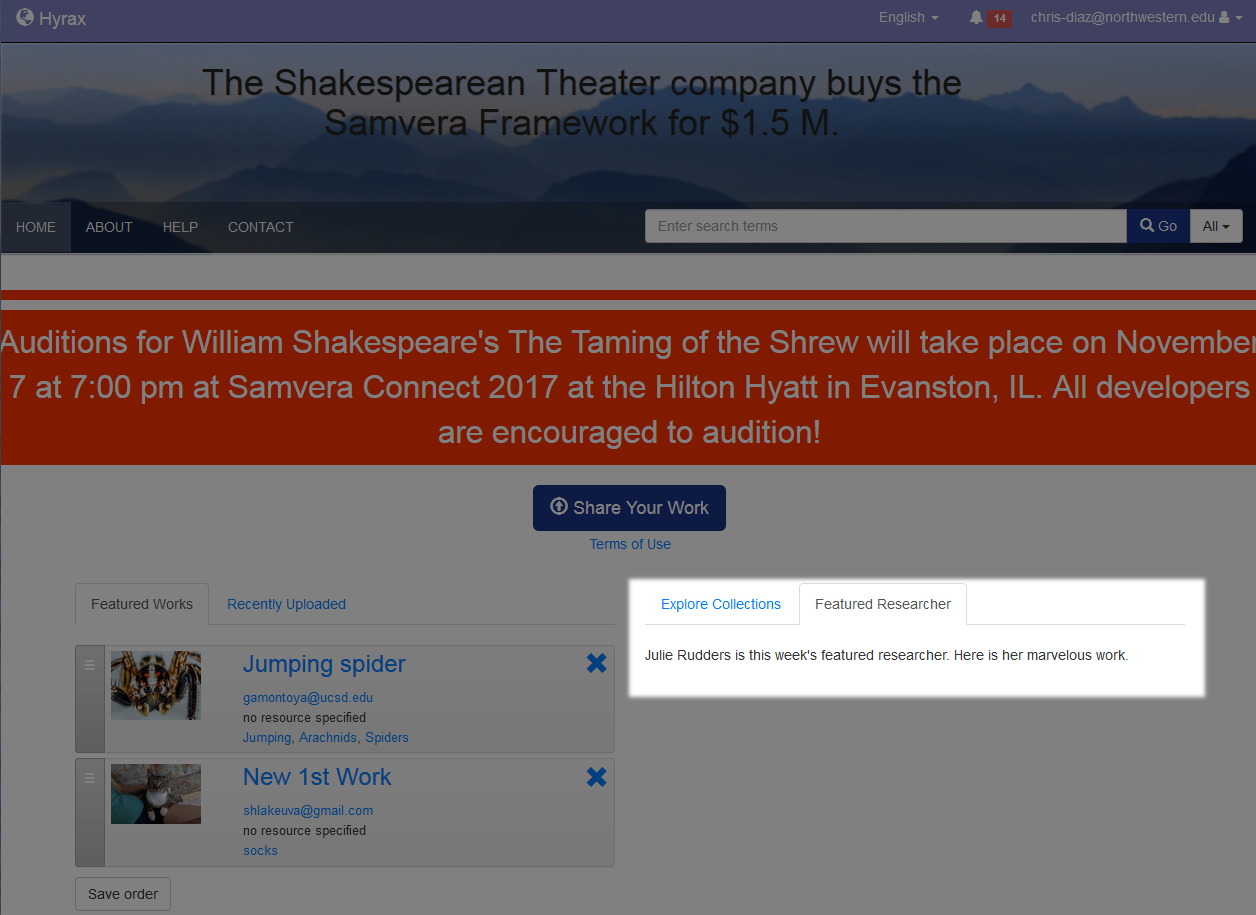 Hyrax
English
14
chris-diaz@northwestern.edu
The Shakespearean Theater company buys the
Samvera Framework for $1.5 M.
HOME ABOUT HELP CONTACT
Enter search terms
Go
All
Auditions for William Shakespeare's The Taming of the Shrew will take place on November
7 at 7:00 pm at Samvera Connect 2017 at the Hilton Hyatt in Evanston, IL. All developers
are encouraged to audition!
Share Your Work
Terms of Use
Featured Works Recently Uploaded
Jumping spider
gamontoya@ucsd.edu
no resource specified
Jumping, Arachnids, Spiders
New 1st Work
shlakeuva@gmail.com
no resource specified
socks
Save order
Explore Collections Featured Researcher
Julie Rudders is this week's featured researcher. Here is her marvelous work.